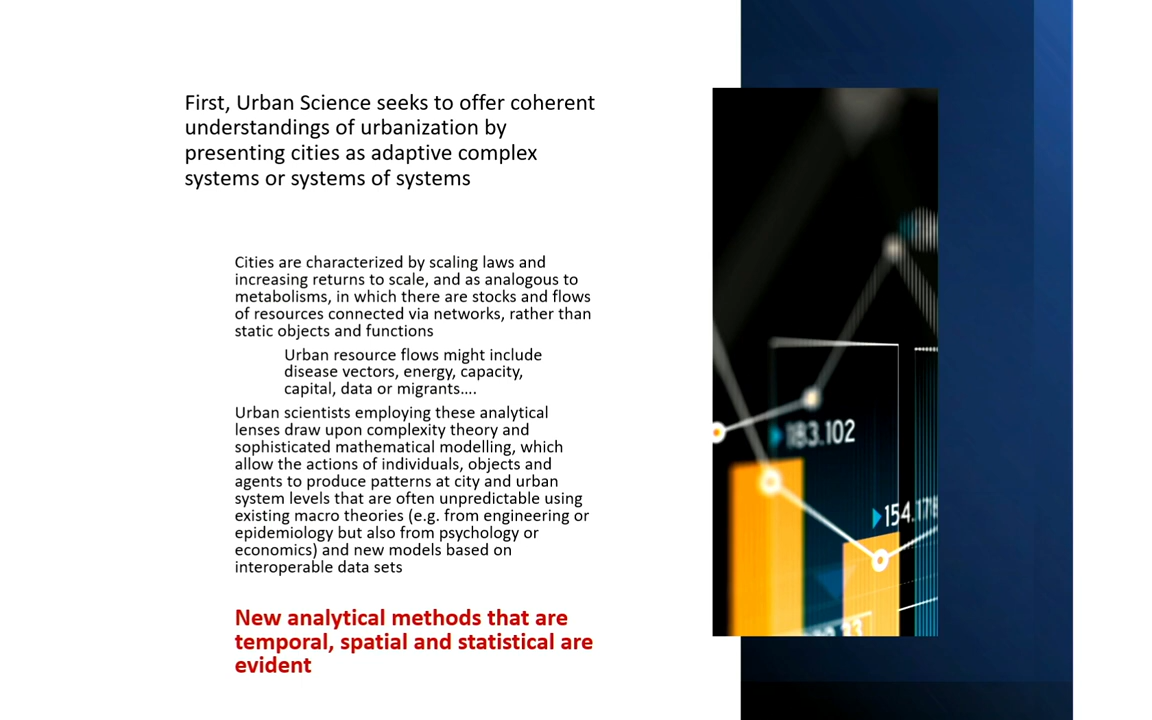 First, Urban Science seeks to offer coherent
understandings of urbanization by
presenting cities as adaptive complex
systems or systems of systems
Cities are characterized by scaling laws and
increasing returns to scale, and as analogous to
metabolisms, in which there are stocks and flows
of resources connected via networks, rather than
static objects and functions
Urban resource flows might include
disease vectors, energy, capacity,
capital, data or migrants….
Urban scientists employing these analytical
lenses draw upon complexity theory and
sophisticated mathematical modelling, which
allow the actions of individuals, objects and
agents to produce patterns at city and urban
system levels that are often unpredictable using
existing macro theories (e.g. from engineering or
epidemiology but also from psychology or
economics) and new models based on
interoperable data sets
New analytical methods that are
temporal, spatial and statistical are
evident
183.102